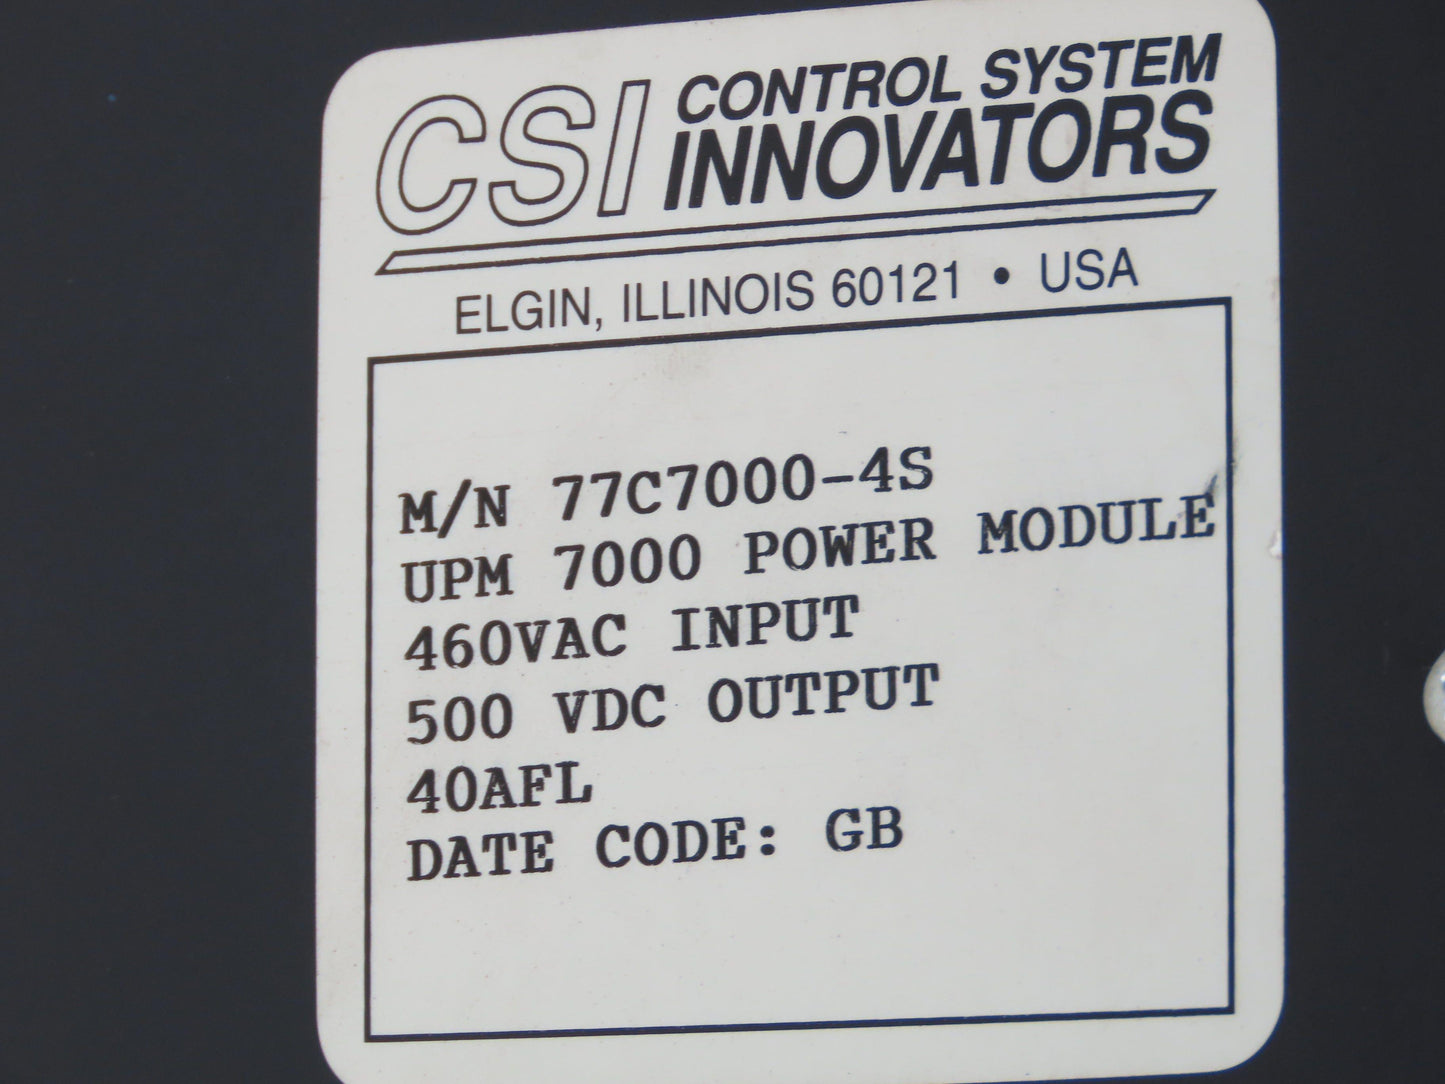 CSI CONTROL SYSTEM
INNOVATORS
ELGIN, ILLINOIS 60121 • USA
M/N 77C7000-4S
UPM 7000 POWER MODULE
460VAC INPUT
500 VDC OUTPUT
40AFL
DATE CODE: GB